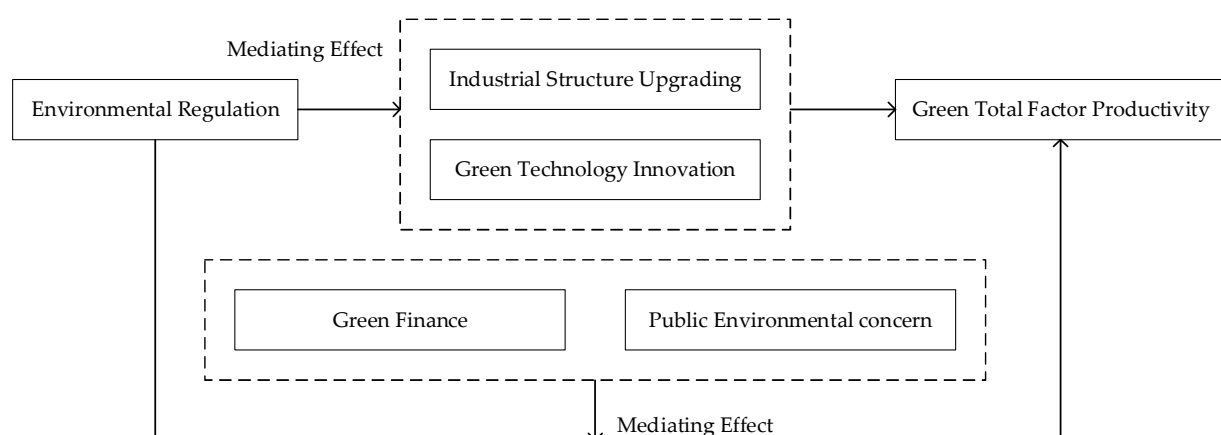 Mediating Effect
Industrial Structure Upgrading
Environmental Regulation
Green Total Factor Productivity
Green Technology Innovation
Green Finance
Public Environmental concern
Mediating Effect